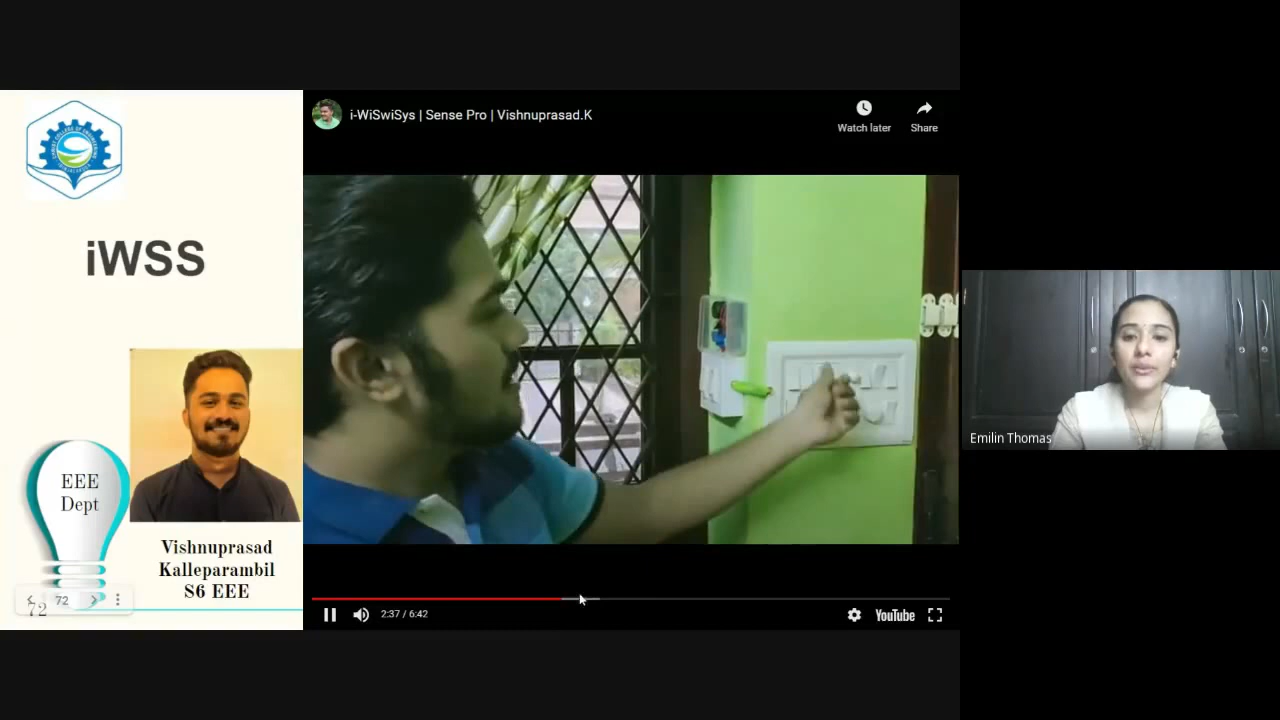 iWSS
EEE
Dept
Vishnuprasad
Kalleparambil
S6 EEE
72
72
i-WiSwiSys | Sense Pro | Vishnuprasad.K
Watch later
Share
2:37 / 6:42
YouTube
Emilin Thomas